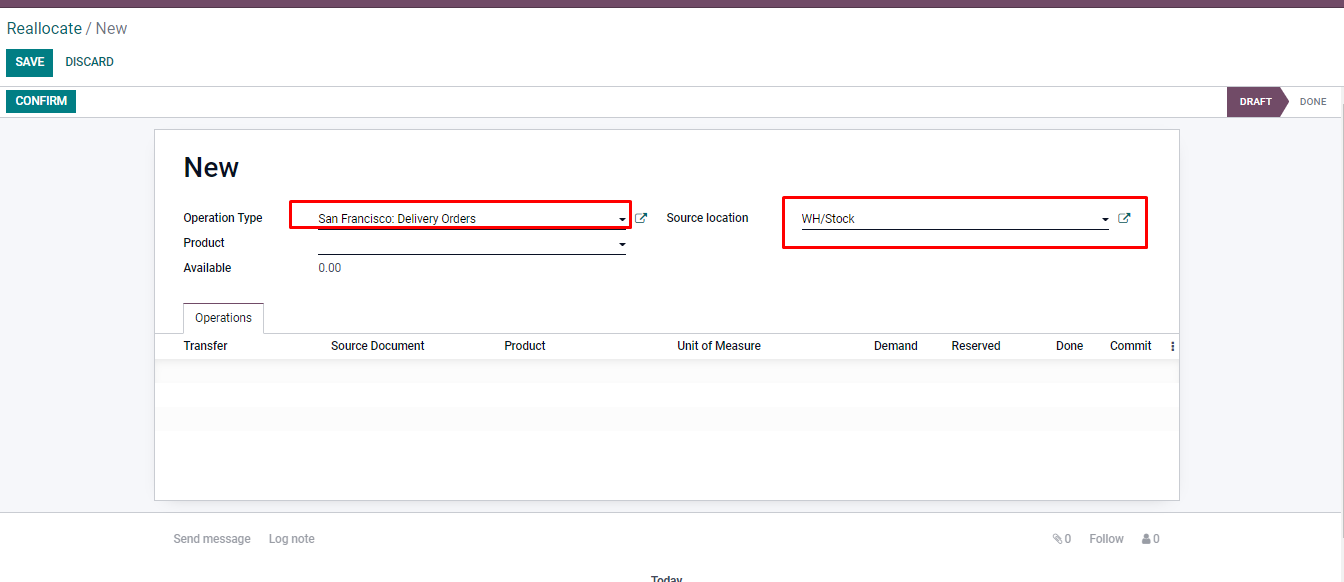 Reallocate / New
SAVE DISCARD
CONFIRM DRAFT DONE
New
Operation Type San Francisco: Delivery Orders Source location WH/Stock
Product
Available 0.00
Operations
Transfer Source Document Product Unit of Measure Demand Reserved Done Commit
Send message Log note 0 Follow 0
Today